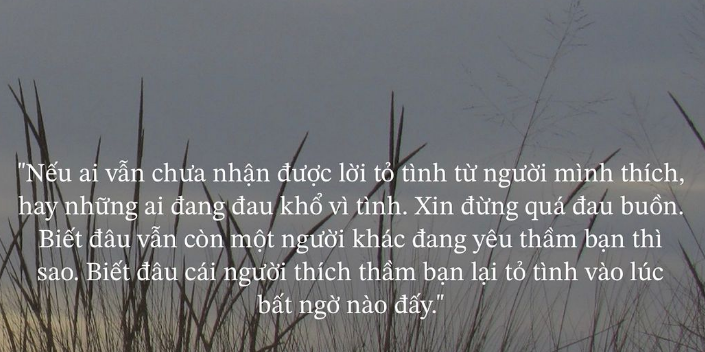 "Nếu ai vẫn chưa nhận được lời tỏ tình từ người mình thích,
hay những ai đang đau khổ vì tình. Xin đừng quá đau buồn.
Biết đâu vẫn còn một người khác đang yêu thầm bạn thì
sao. Biết đâu cái người thích thầm bạn lại tỏ tình vào lúc
bất ngờ nào đấy."